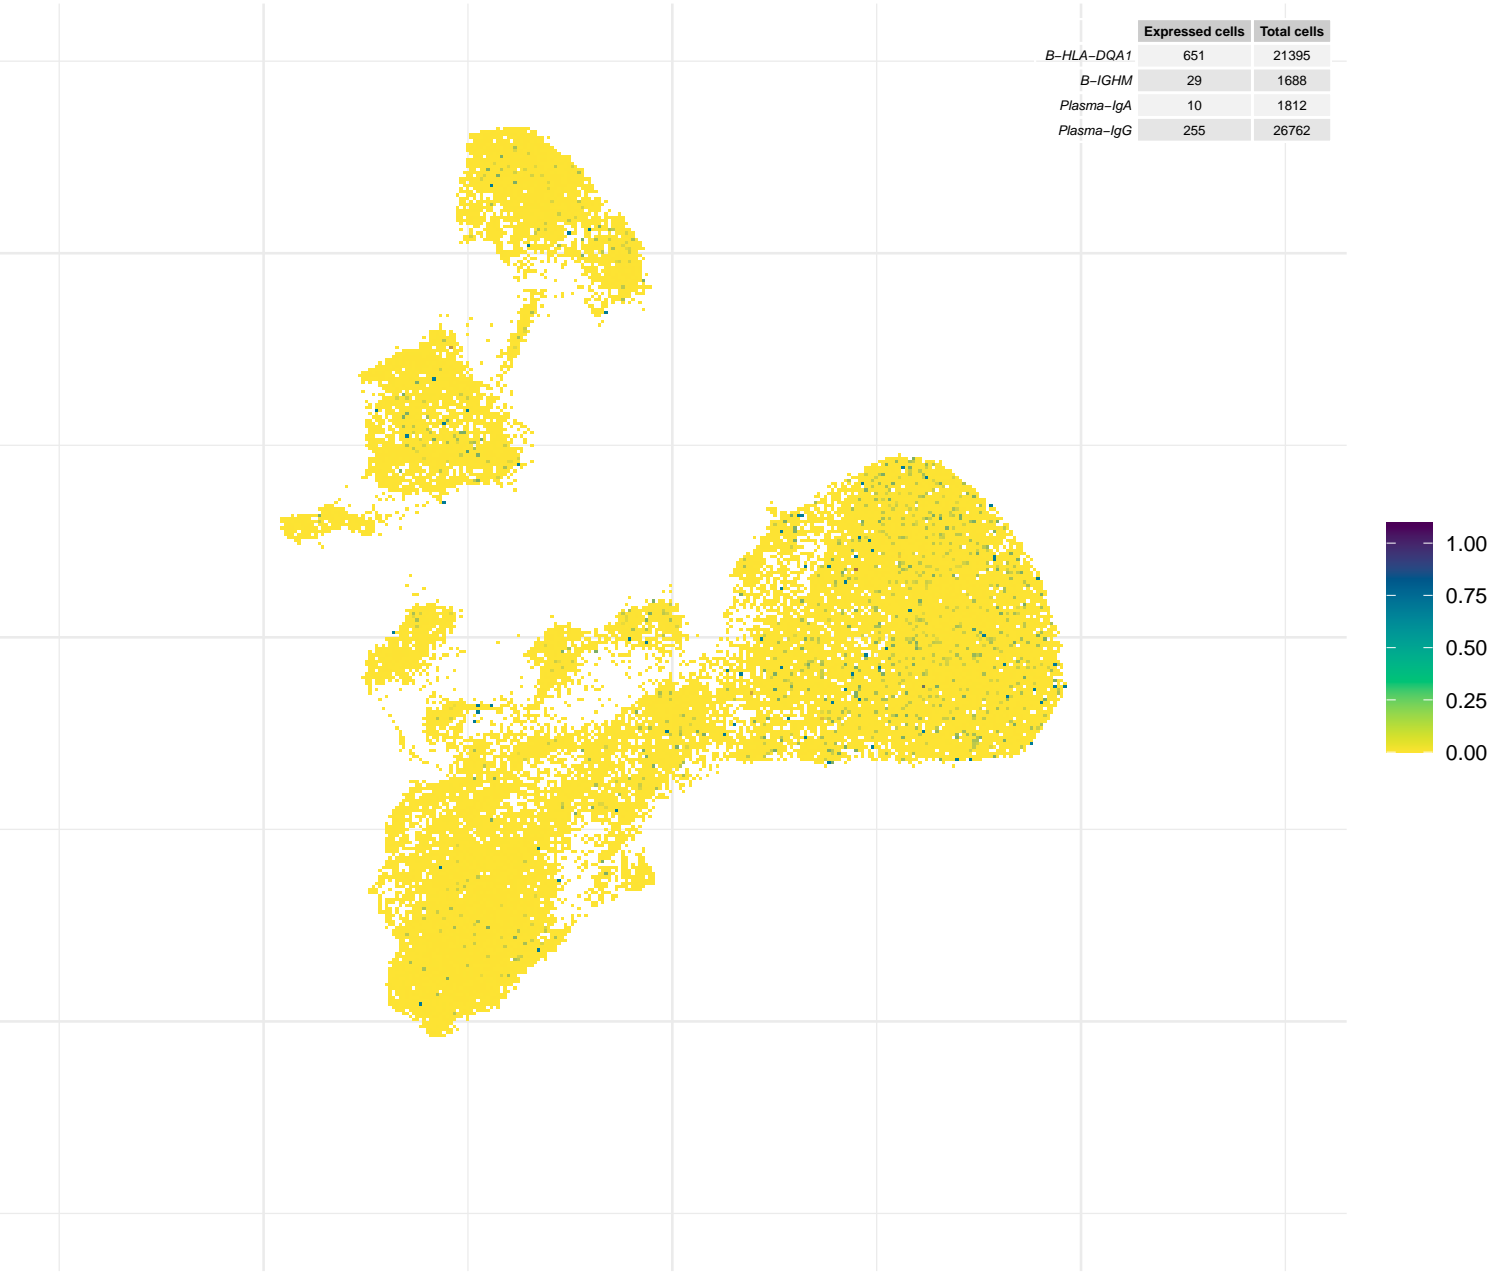 Expressed cells Total cells
B−HLA−DQA1 651 21395
B−IGHM 29 1688
Plasma−IgA 10 1812
Plasma−IgG 255 26762
1.00
0.75
0.50
0.25
0.00